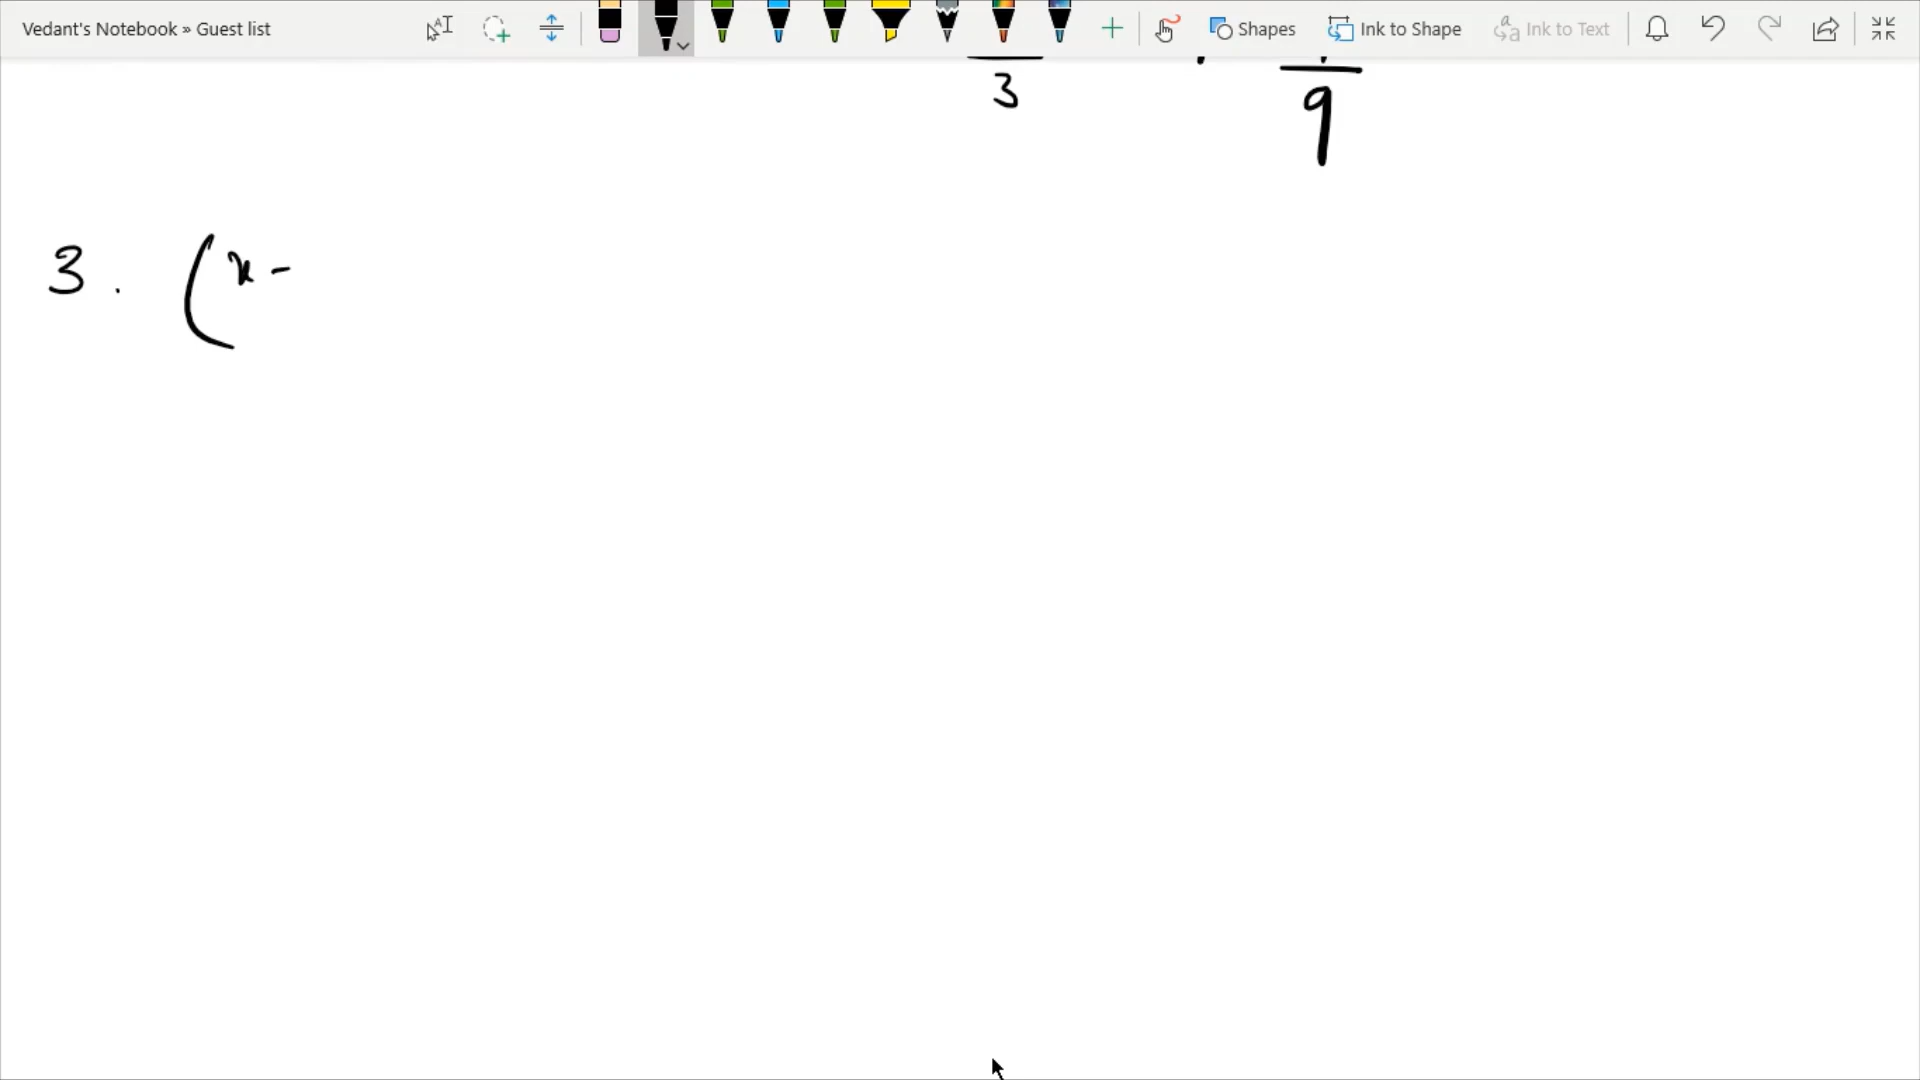 Vedant's Notebook » Guest list Shapes Ink to Shape Ink to Text
3 9
3. (x -